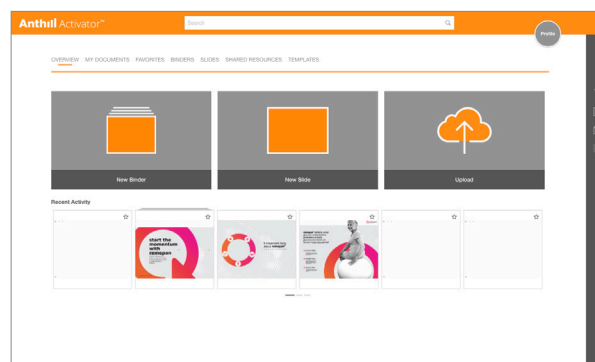 Anthill Activator™
Search
Profile
OVERVIEW MY DOCUMENTS FAVORITES BINDERS SLIDES SHARED RESOURCES TEMPLATES
New Binder
New Slide
Upload
Recent Activity
start the
momentum
with